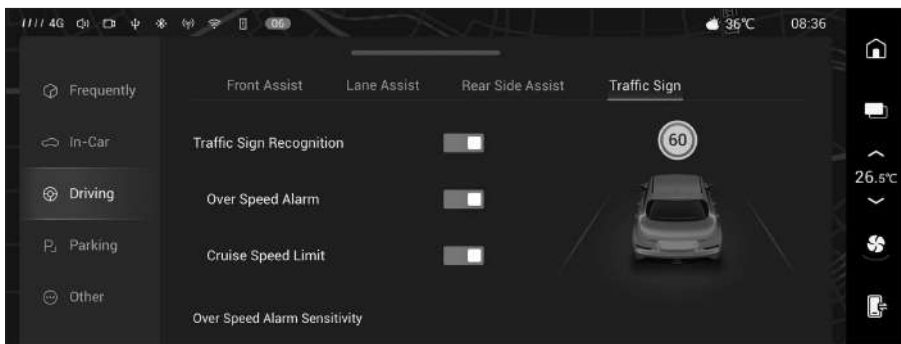 4G 06 36℃ 08:36
Front Assist Lane Assist Rear Side Assist Traffic Sign
Frequently
In-Car
Driving
Parking
Other
Traffic Sign Recognition
Over Speed Alarm
Cruise Speed Limit
Over Speed Alarm Sensitivity
60
26.5℃